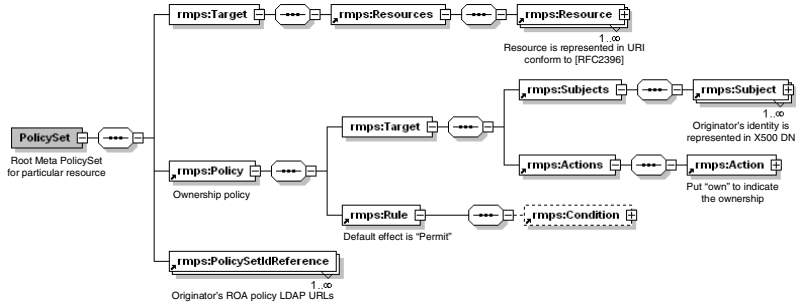 rmps:Target
rmps:Resources
rmps:Resource
1..∞
Resource is represented in URI
conform to [RFC2396]
PolicySet
Root Meta PolicySet
for particular resource
rmps:Policy
Ownership policy
rmps:Target
rmps:Subjects
rmps:Subject
1..∞
Originator's identity is
represented in X500 DN
rmps:Actions
rmps:Action
Put "own" to indicate
the ownership
rmps:Rule
Default effect is "Permit"
rmps:Condition
rmps:PolicySetIdReference
1..∞
Originator's ROA policy LDAP URLs